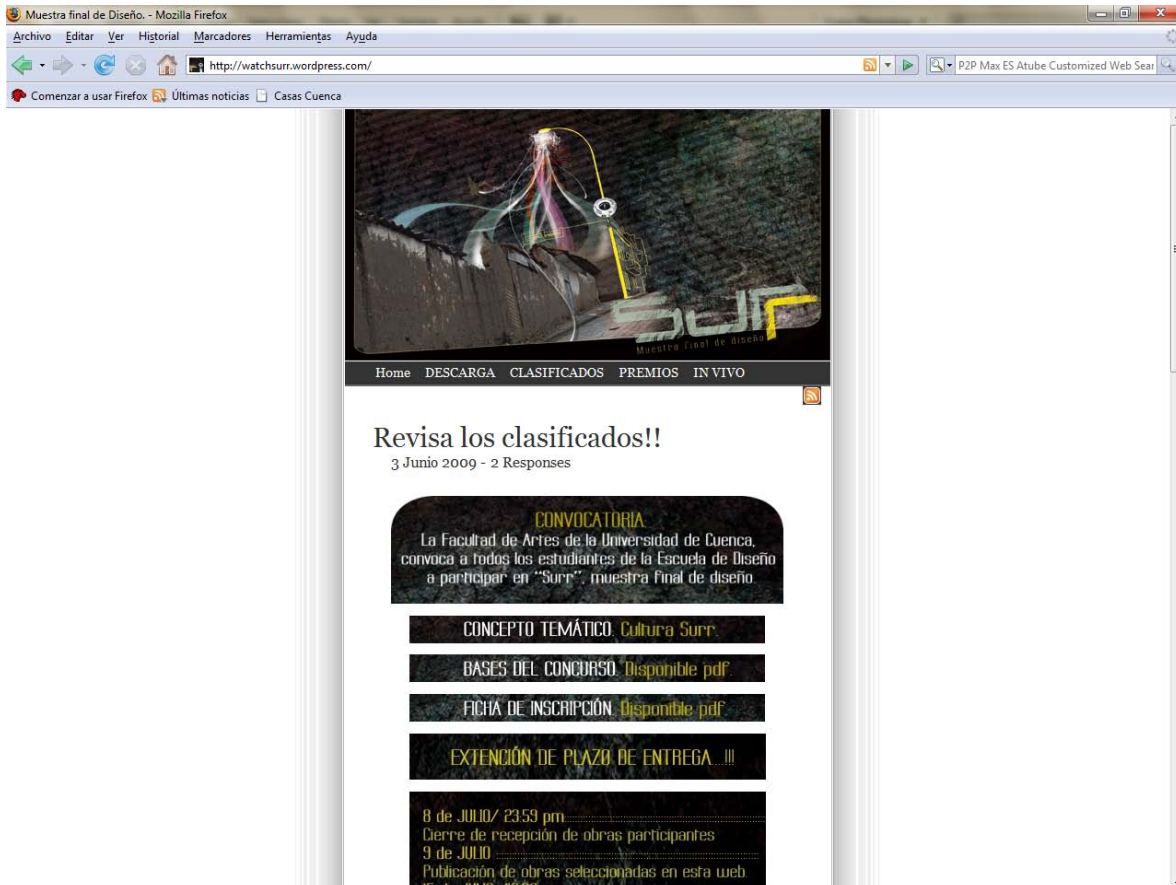 Muestra final de Diseño. - Mozilla Firefox
Archivo Editar Ver Historial Marcadores Herramientas Ayuda
http://watchsurr.wordpress.com/
P2P Max ES Atube Customized Web Sear
Comenzar a usar Firefox Últimas noticias Casas Cuenca
Surr
Muestra final de diseño
Home DESCARGA CLASIFICADOS PREMIOS IN VIVO
Revisa los clasificados!!
3 Junio 2009 - 2 Responses
CONVOCATORIA.
La Facultad de Artes de la Universidad de Cuenca,
convoca a todos los estudiantes de la Escuela de Diseño
a participar en "Surr", muestra final de diseño.
CONCEPTO TEMÁTICO. Cultura Surr.
BASES DEL CONCURSO. Disponible pdf.
FICHA DE INSCRIPCIÓN. Disponible pdf.
EXTENCIÓN DE PLAZO DE ENTREGA...!!!
8 de JULIO/ 23:59 pm
Cierre de recepción de obras participantes
9 de JULIO
Publicación de obras seleccionadas en esta web.